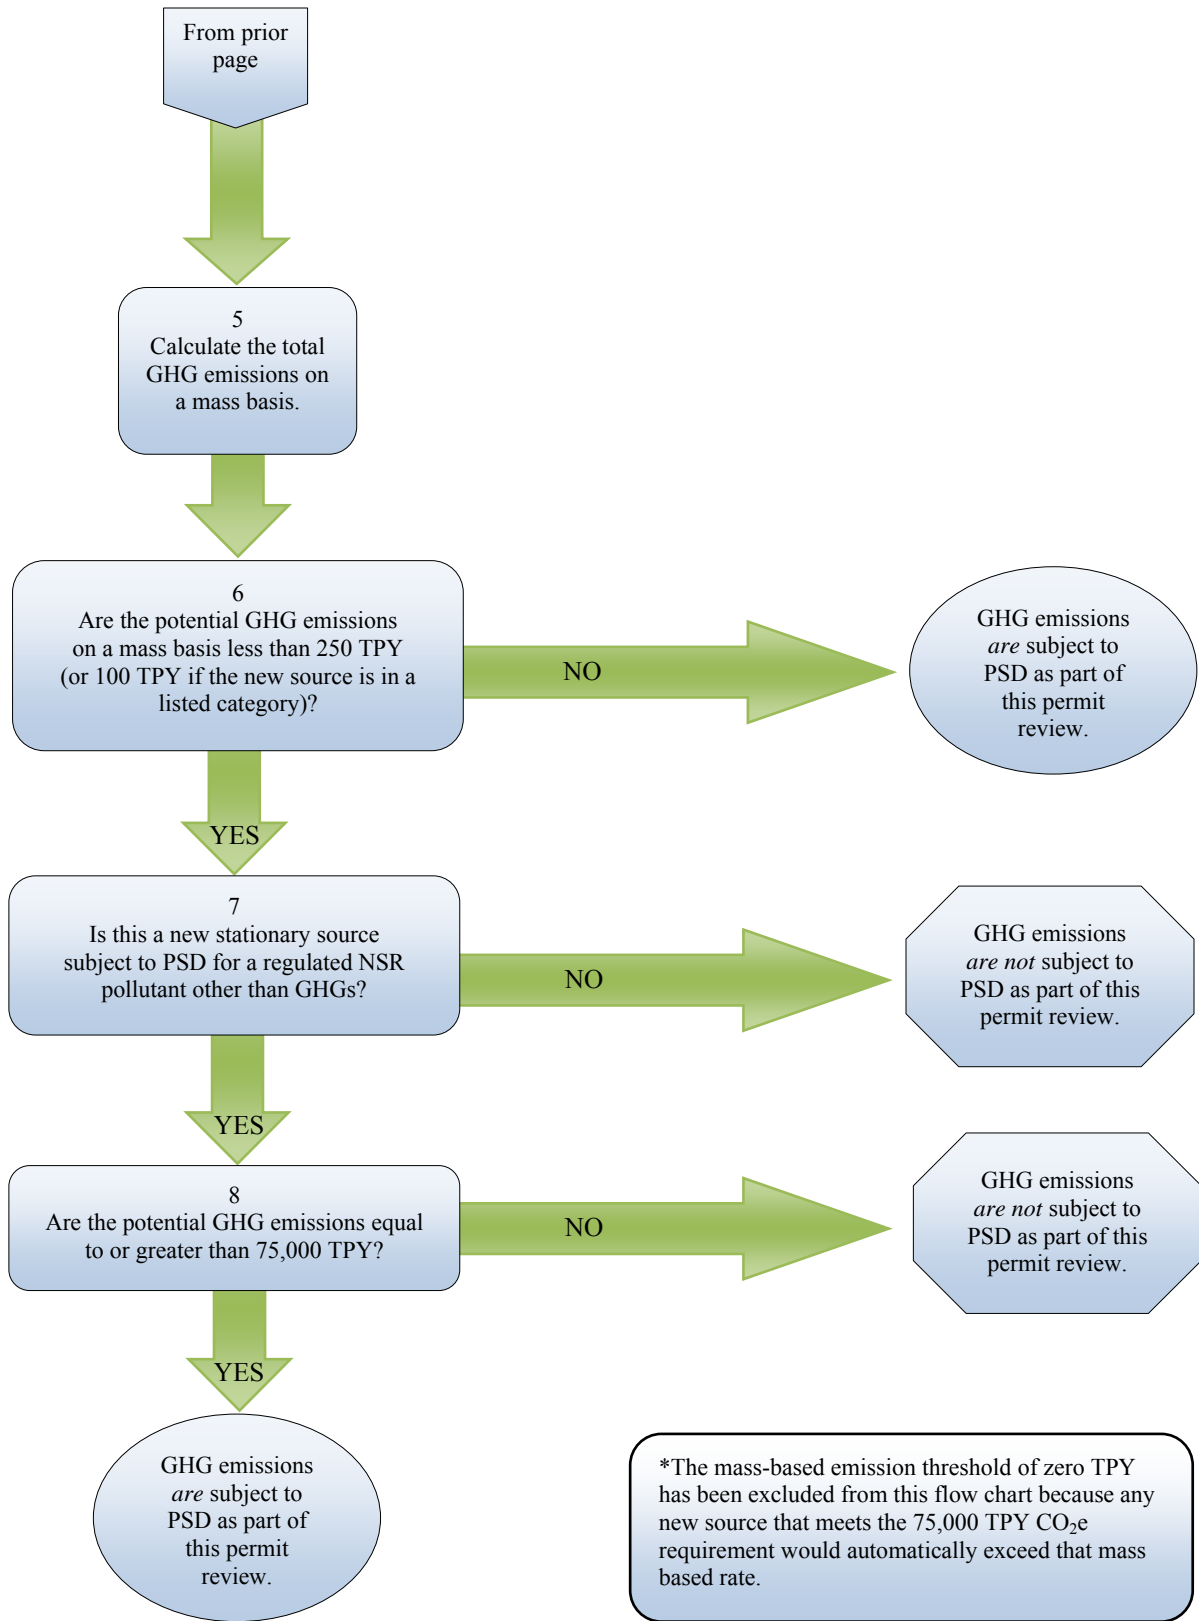 From prior
page
5
Calculate the total
GHG emissions on
a mass basis.
6
Are the potential GHG emissions
on a mass basis less than 250 TPY
(or 100 TPY if the new source is in a
listed category)?
NO
GHG emissions
are subject to
PSD as part of
this permit
review.
YES
7
Is this a new stationary source
subject to PSD for a regulated NSR
pollutant other than GHGs?
NO
GHG emissions
are not subject to
PSD as part of this
permit review.
YES
8
Are the potential GHG emissions equal
to or greater than 75,000 TPY?
NO
GHG emissions
are not subject to
PSD as part of this
permit review.
YES
GHG emissions
are subject to
PSD as part of
this permit
review.
*The mass-based emission threshold of zero TPY
has been excluded from this flow chart because any
new source that meets the 75,000 TPY CO₂e
requirement would automatically exceed that mass
based rate.